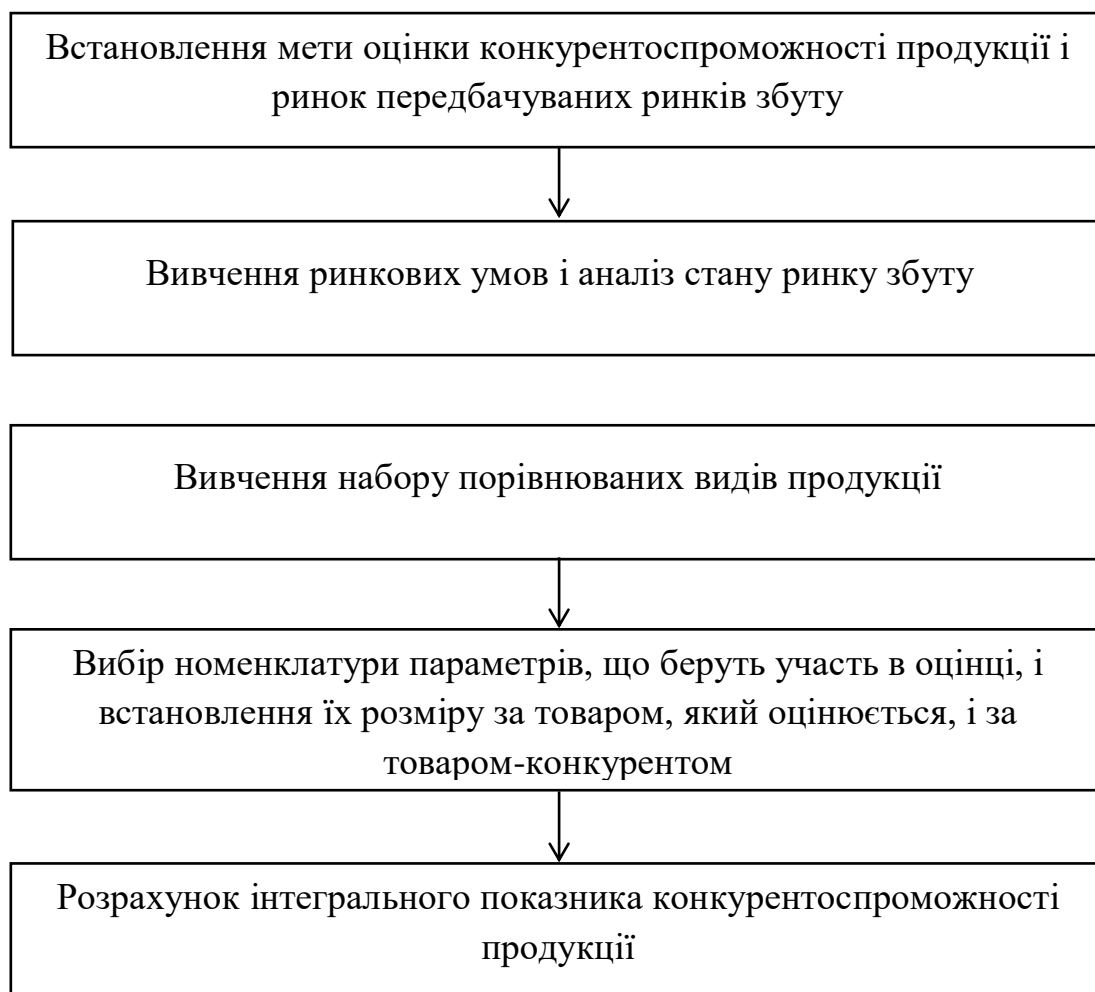 Встановлення мети оцінки конкурентоспроможності продукції і
ринок передбачуваних ринків збуту
Вивчення ринкових умов і аналіз стану ринку збуту
Вивчення набору порівнюваних видів продукції
Вибір номенклатури параметрів, що беруть участь в оцінці, і
встановлення їх розміру за товаром, який оцінюється, і за
товаром-конкурентом
Розрахунок інтегрального показника конкурентоспроможності
продукції